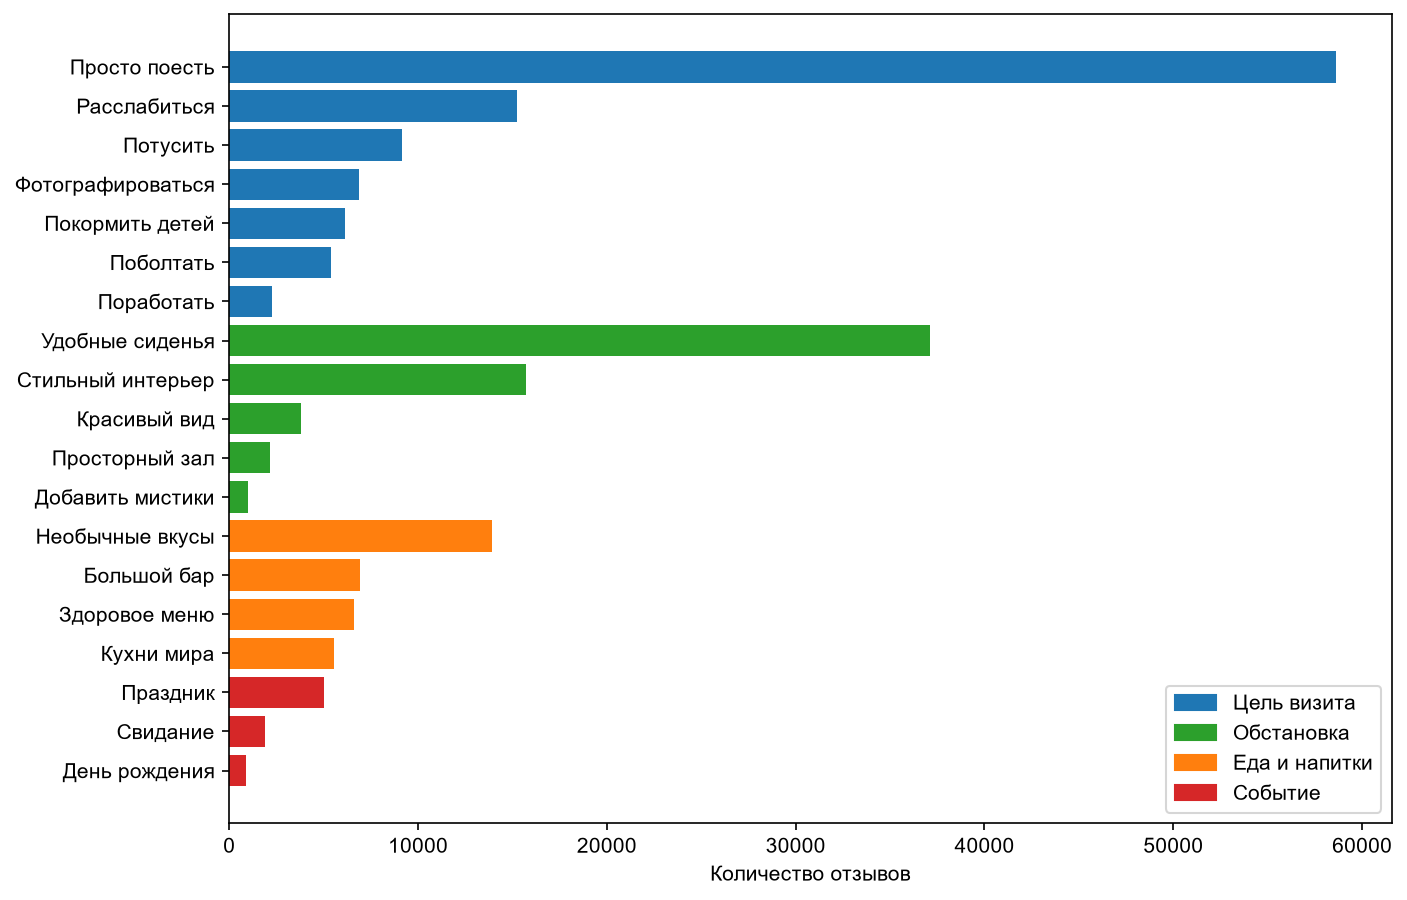 Просто поесть
Расслабиться
Потусить
Фотографироваться
Покормить детей
Поболтать
Поработать
Удобные сиденья
Стильный интерьер
Красивый вид
Просторный зал
Добавить мистики
Необычные вкусы
Большой бар
Здоровое меню
Кухни мира
Праздник
Свидание
День рождения
Цель визита
Обстановка
Еда и напитки
Событие
0 10000 20000 30000 40000 50000 60000
Количество отзывов